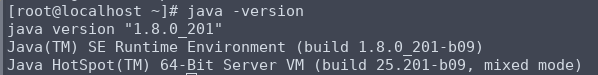 [root@localhost ~]# java -version
java version "1.8.0_201"
Java(TM) SE Runtime Environment (build 1.8.0_201-b09)
Java HotSpot(TM) 64-Bit Server VM (build 25.201-b09, mixed mode)